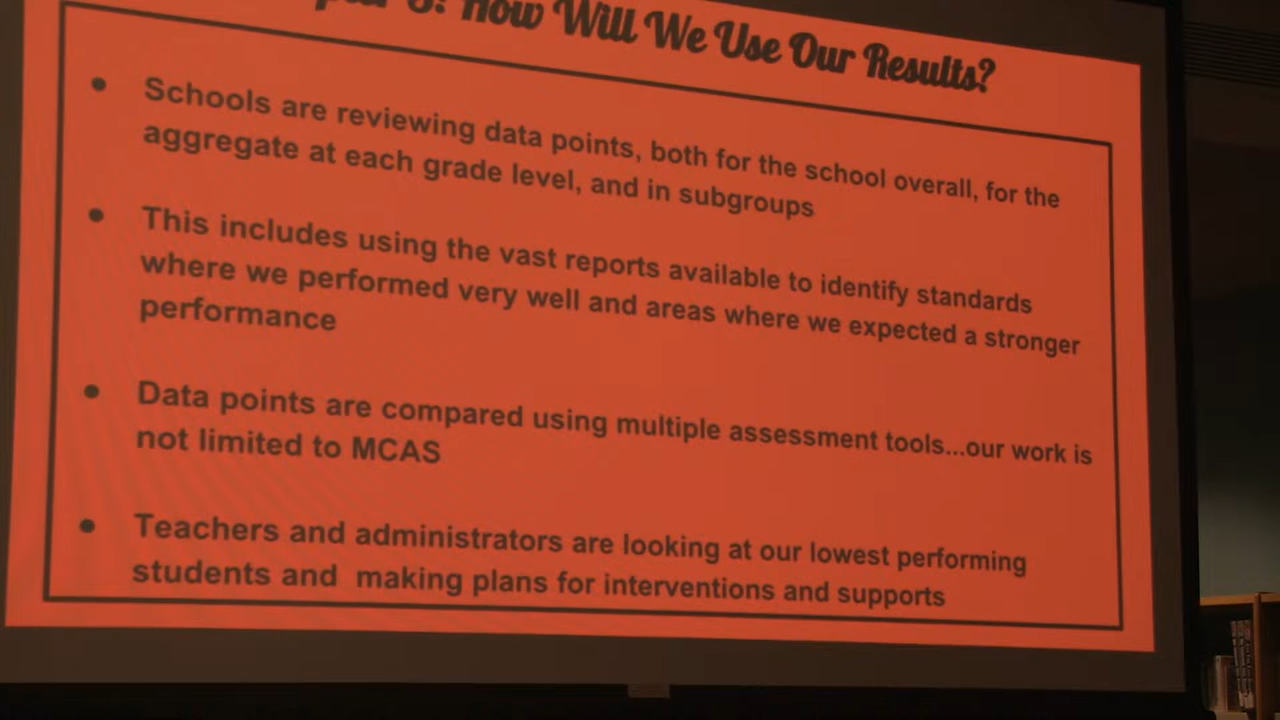 How Will We Use Our Results?
• Schools are reviewing data points, both for the school overall, for the
aggregate at each grade level, and in subgroups
• This includes using the vast reports available to identify standards
where we performed very well and areas where we expected a stronger
performance
• Data points are compared using multiple assessment tools...our work is
not limited to MCAS
• Teachers and administrators are looking at our lowest performing
students and  making plans for interventions and supports